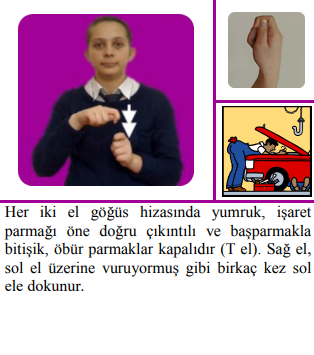 Her iki el göğüs hizasında yumruk, işaret
parmağı öne doğru çıkıntılı ve başparmakla
bitişik, öbür parmaklar kapalıdır (T el). Sağ el,
sol el üzerine vuruyormuş gibi birkaç kez sol
ele dokunur.